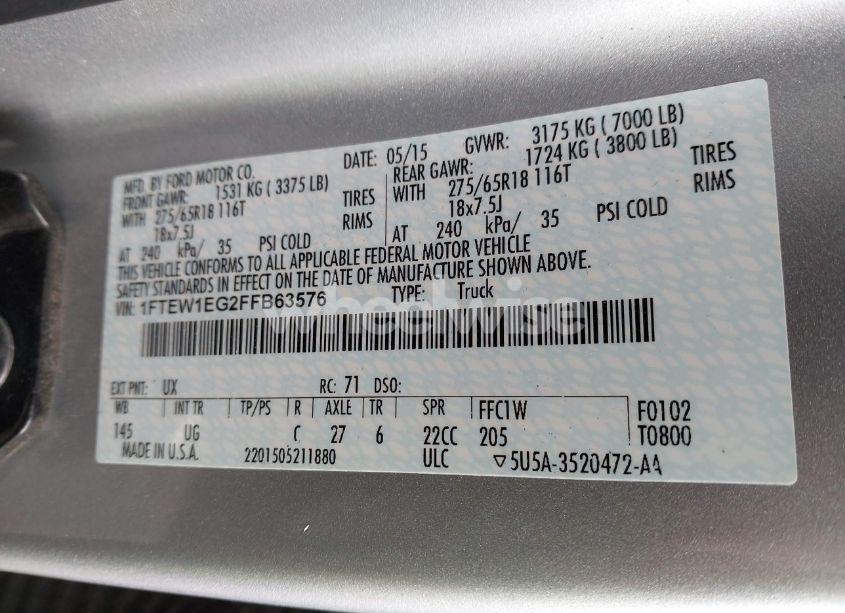 MFD. BY FORD MOTOR CO. DATE: 05/15 GVWR: 3175 KG ( 7000 LB)
FRONT GAWR: 1531 KG ( 3375 LB) REAR GAWR: 1724 KG ( 3800 LB)
WITH 275/65R18 116T TIRES WITH 275/65R18 116T TIRES
18x7.5J RIMS 18x7.5J RIMS
AT 240 kPa/ 35 PSI COLD AT 240 kPa/ 35 PSI COLD
THIS VEHICLE CONFORMS TO ALL APPLICABLE FEDERAL MOTOR VEHICLE
SAFETY STANDARDS IN EFFECT ON THE DATE OF MANUFACTURE SHOWN ABOVE.
VIN: 1FTEW1EG2FFB63576 TYPE: Truck
wheelwise
EXT PNT: UX RC: 71 DSO:
WB INT TR TP/PS R AXLE TR SPR FFC1W F0102
145 UG C 27 6 22CC 205 T0800
MADE IN U.S.A. 2201505211880 ULC ▽5U5A-3520472-AA